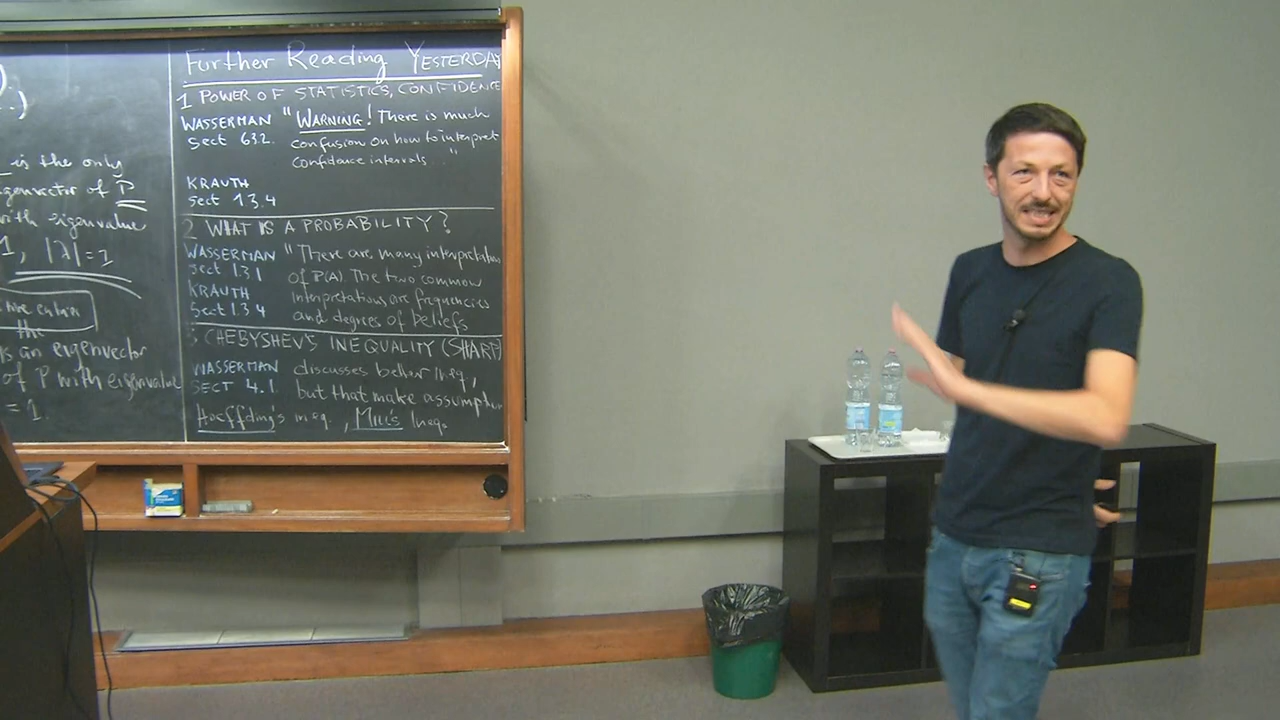 is the only
genvector of P
with eigenvalue
1, |λ|=1
the
is an eigenvector
of P with eigenvalue
= 1.
Further Reading YESTERDAY
1 POWER OF STATISTICS, CONFIDENCE
WASSERMAN "WARNING! There is much
Sect 6.3.2. confusion on how to interpret
confidence intervals..."
KRAUTH
Sect 1.3.4
2 WHAT IS A PROBABILITY?
WASSERMAN "There are many interpretation
Sect 1.3.1 of P(A). The two common
KRAUTH interpretations are frequencies
Sect 1.3.4 and degrees of beliefs
3 CHEBYSHEV'S INEQUALITY (SHARP)
WASSERMAN discusses better ineq,
SECT 4.1. but that make assumption
Hoeffding's ineq, Mill's Ineq.